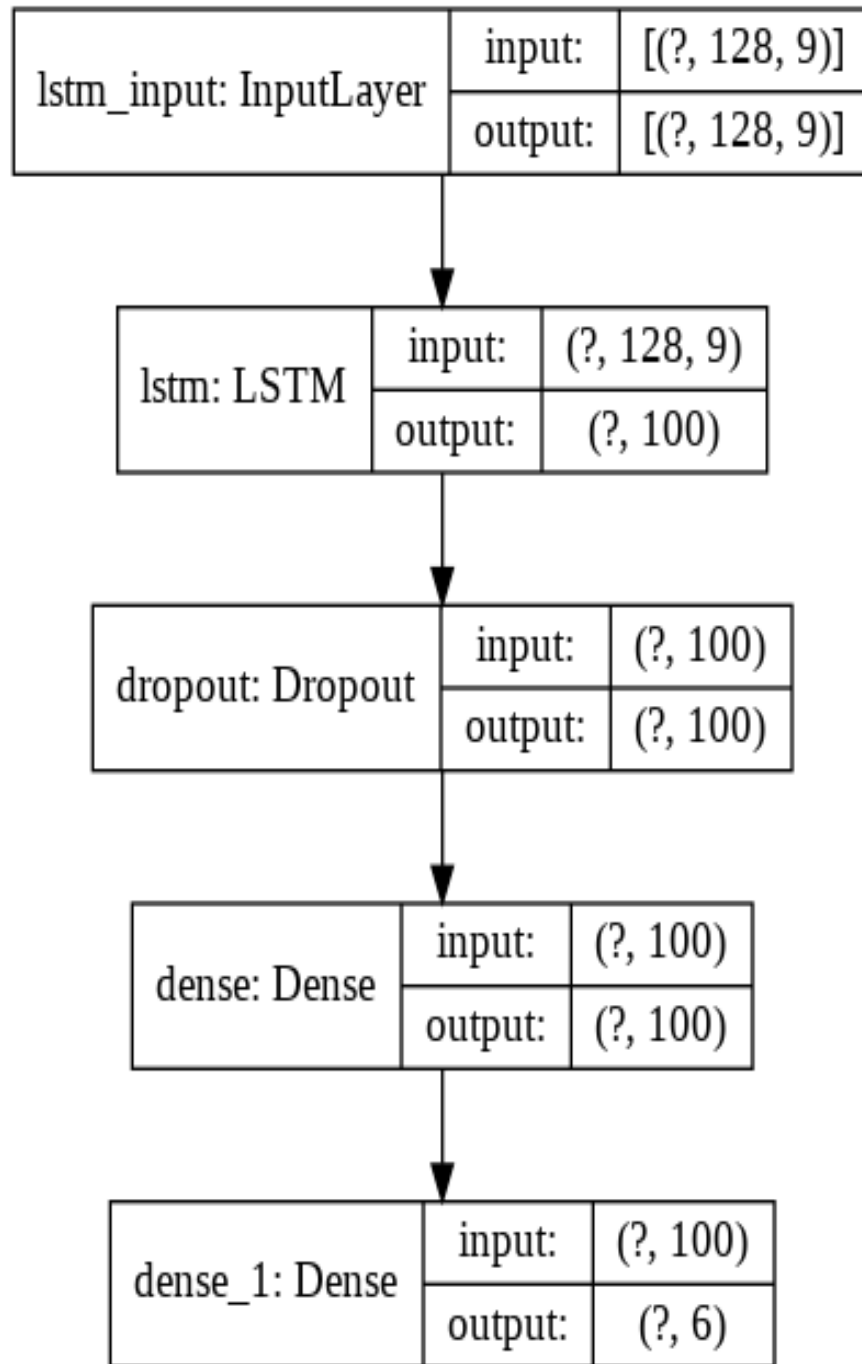 lstm_input: InputLayer
input:
[(?, 128, 9)]
output:
[(?, 128, 9)]
lstm: LSTM
input:
(?, 128, 9)
output:
(?, 100)
dropout: Dropout
input:
(?, 100)
output:
(?, 100)
dense: Dense
input:
(?, 100)
output:
(?, 100)
dense_1: Dense
input:
(?, 100)
output:
(?, 6)